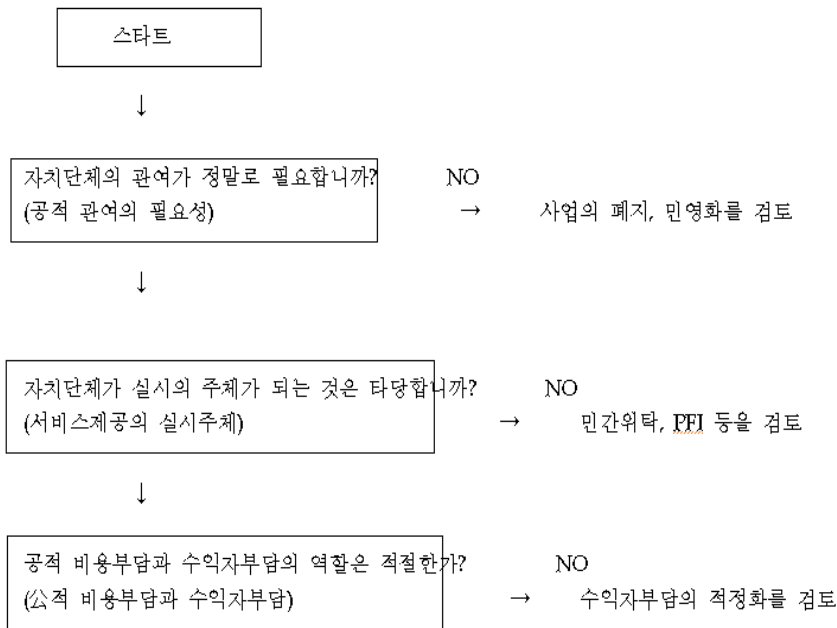 스타트
↓
자치단체의 관여가 정말로 필요합니까? NO
(공적 관여의 필요성) → 사업의 폐지, 민영화를 검토
↓
자치단체가 실시의 주체가 되는 것은 타당합니까? NO
(서비스제공의 실시주체) → 민간위탁, PFI 등을 검토
↓
공적 비용부담과 수익자부담의 역할은 적절한가? NO
(公적 비용부담과 수익자부담) → 수익자부담의 적정화를 검토